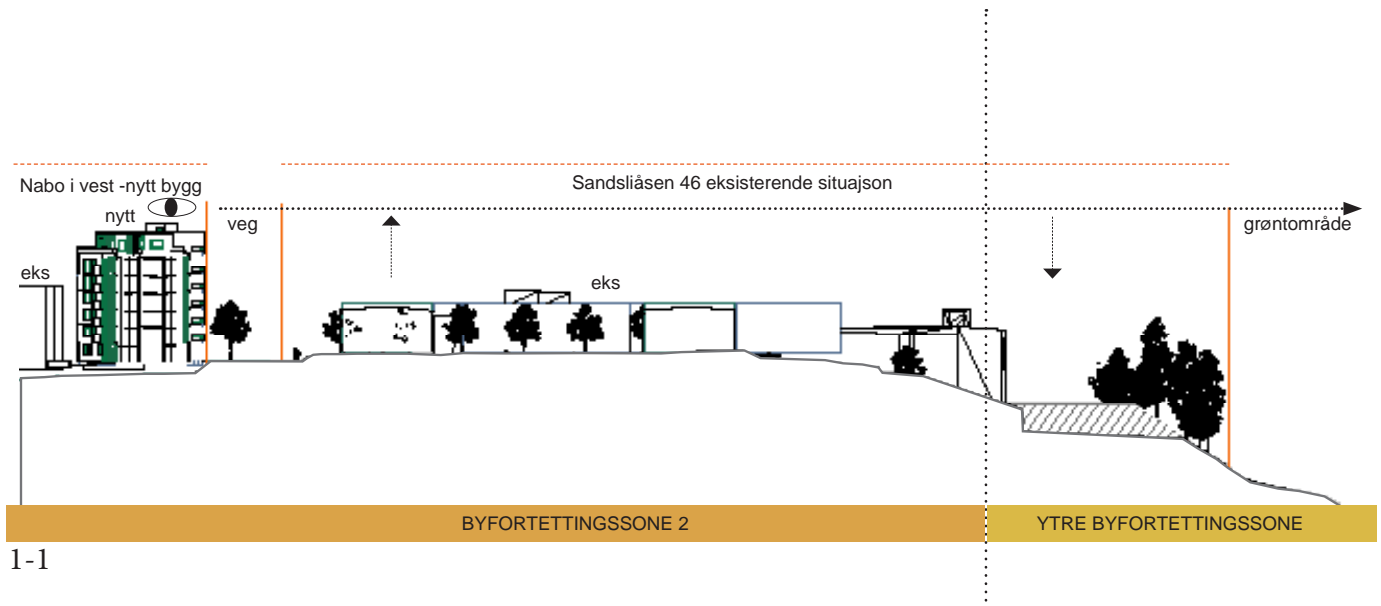 Nabo i vest -nytt bygg
Sandsliåsen 46 eksisterende situajson
nytt
veg
grøntområde
eks
eks
BYFORTETTINGSSONE 2
YTRE BYFORTETTINGSSONE
1-1